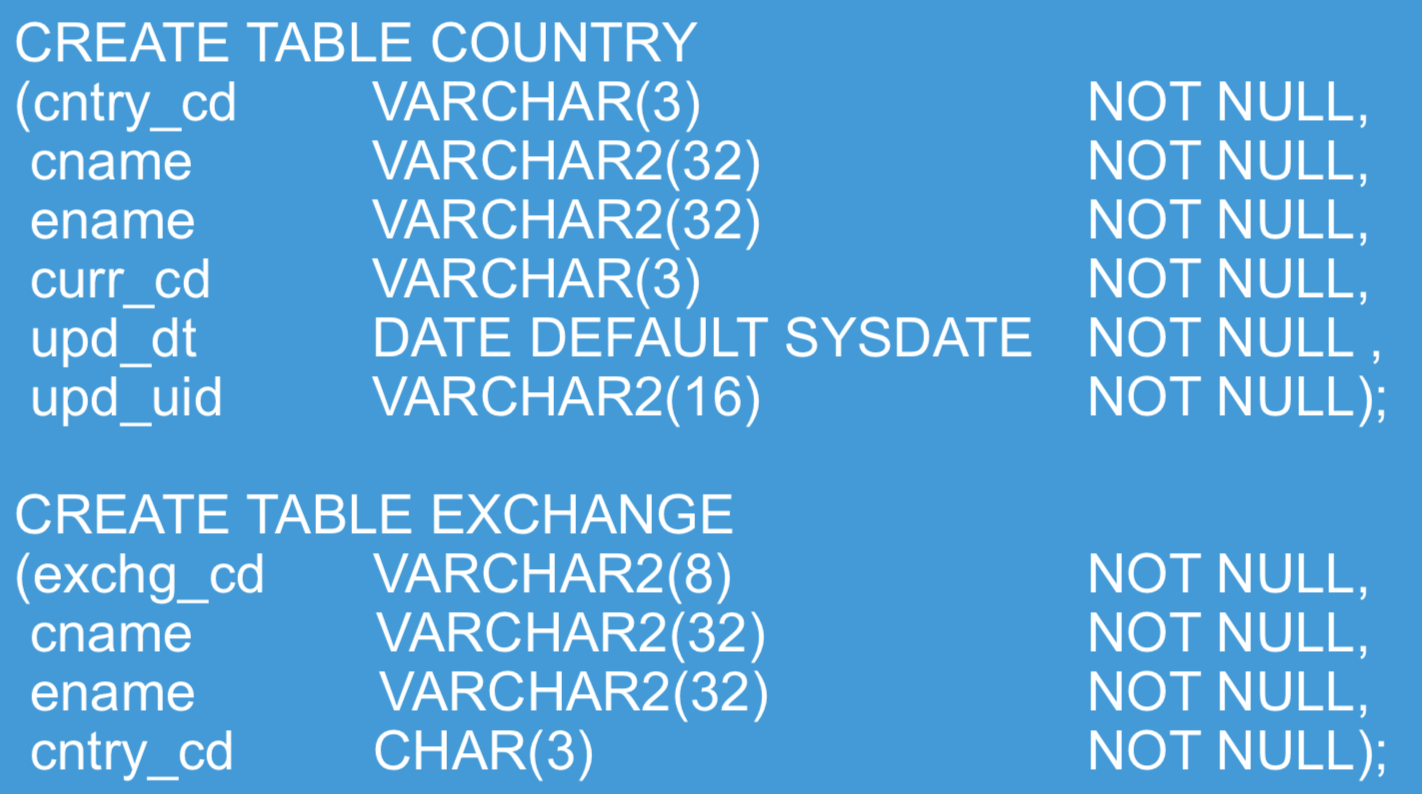 CREATE TABLE COUNTRY
(cntry_cd VARCHAR(3) NOT NULL,
cname VARCHAR2(32) NOT NULL,
ename VARCHAR2(32) NOT NULL,
curr_cd VARCHAR(3) NOT NULL,
upd_dt DATE DEFAULT SYSDATE NOT NULL ,
upd_uid VARCHAR2(16) NOT NULL);
CREATE TABLE EXCHANGE
(exchg_cd VARCHAR2(8) NOT NULL,
cname VARCHAR2(32) NOT NULL,
ename VARCHAR2(32) NOT NULL,
cntry_cd CHAR(3) NOT NULL);